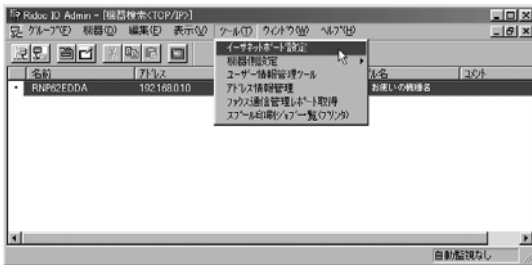 Ridoc IO Admin - [機器検索<TCP/IP>]
グループ(E) 機器(D) 編集(E) 表示(V) ツール(T) ウィンドウ(W) ヘルプ(H)
イーサネットボード設定
機器側設定
ユーザー情報管理ツール
アドレス情報管理
ファクス通信管理レポート取得
スプール印刷ジョブ一覧(プリンタ)
名前 アドレス ル名 コメント
RNP62EDDA 192.168.0.10 お使いの機種名
自動監視なし